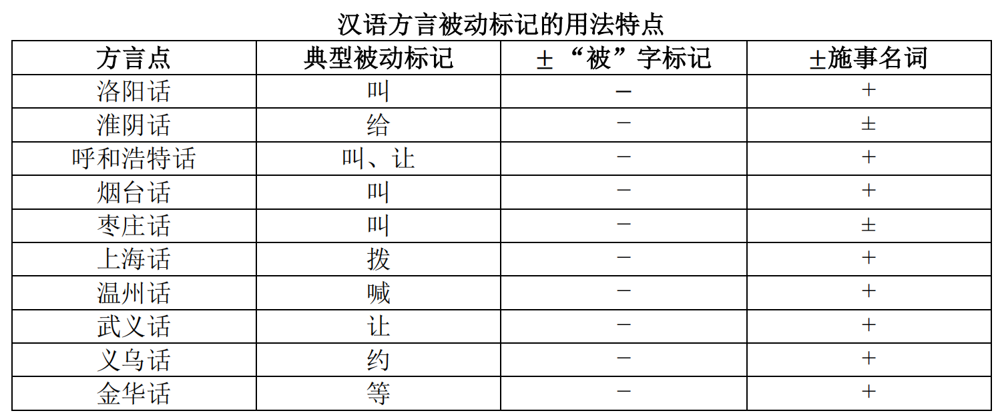 汉语方言被动标记的用法特点
方言点 典型被动标记 ± “被”字标记 ±施事名词
洛阳话 叫 − +
淮阴话 给 − ±
呼和浩特话 叫、让 − +
烟台话 叫 − +
枣庄话 叫 − ±
上海话 拨 − +
温州话 喊 − +
武义话 让 − +
义乌话 约 − +
金华话 等 − +